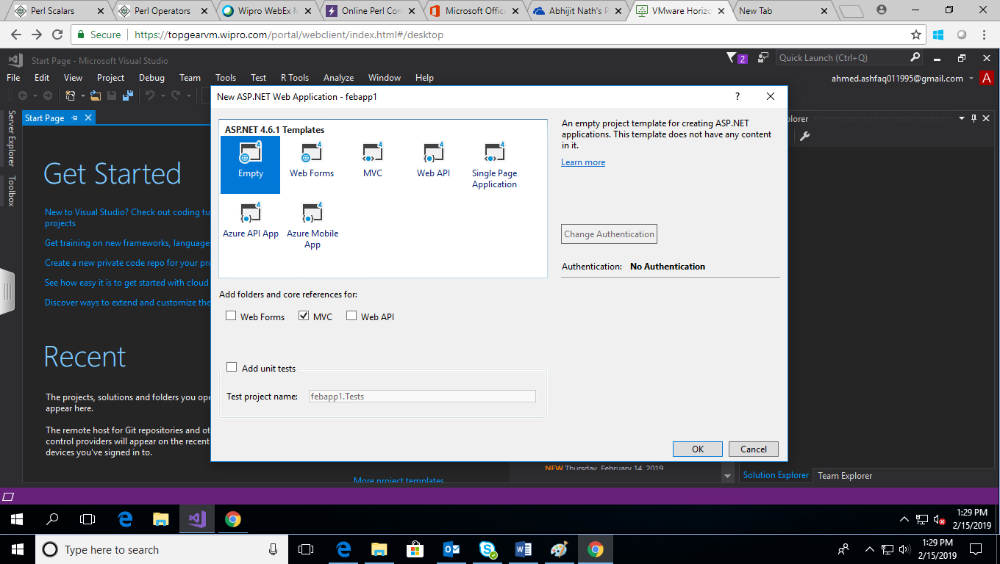 Perl Scalars
Perl Operators
Wipro WebEx M
Online Perl Con
Microsoft Office
Abhijit Nath's P
VMware Horizo
New Tab
Secure
https://topgearvm.wipro.com/portal/webclient/index.html#/desktop
Start Page - Microsoft Visual Studio
2
Quick Launch (Ctrl+Q)
File Edit View Project Debug Team Tools Test R Tools Analyze Window Help
ahmed.ashfaq011995@gmail.com
A
Server Explorer
Toolbox
Start Page
Get Started
New to Visual Studio? Check out coding tu
projects
Get training on new frameworks, languages
Create a new private code repo for your pro
See how easy it is to get started with cloud
Discover ways to extend and customize the
Recent
The projects, solutions and folders you ope
appear here.
The remote host for Git repositories and ot
control providers will appear on the recent
devices you've signed in to.
New ASP.NET Web Application - febapp1
?
ASP.NET 4.6.1 Templates
Empty
Web Forms
MVC
Web API
Single Page
Application
Azure API App
Azure Mobile
App
An empty project template for creating ASP.NET
applications. This template does not have any content
in it.
Learn more
Change Authentication
Authentication: No Authentication
Add folders and core references for:
Web Forms MVC Web API
Add unit tests
Test project name: febapp1.Tests
OK Cancel
plorer
More project templates
NEW Thursday, February 14, 2019
Solution Explorer Team Explorer
1:29 PM
2/15/2019
Type here to search
1:29 PM
2/15/2019